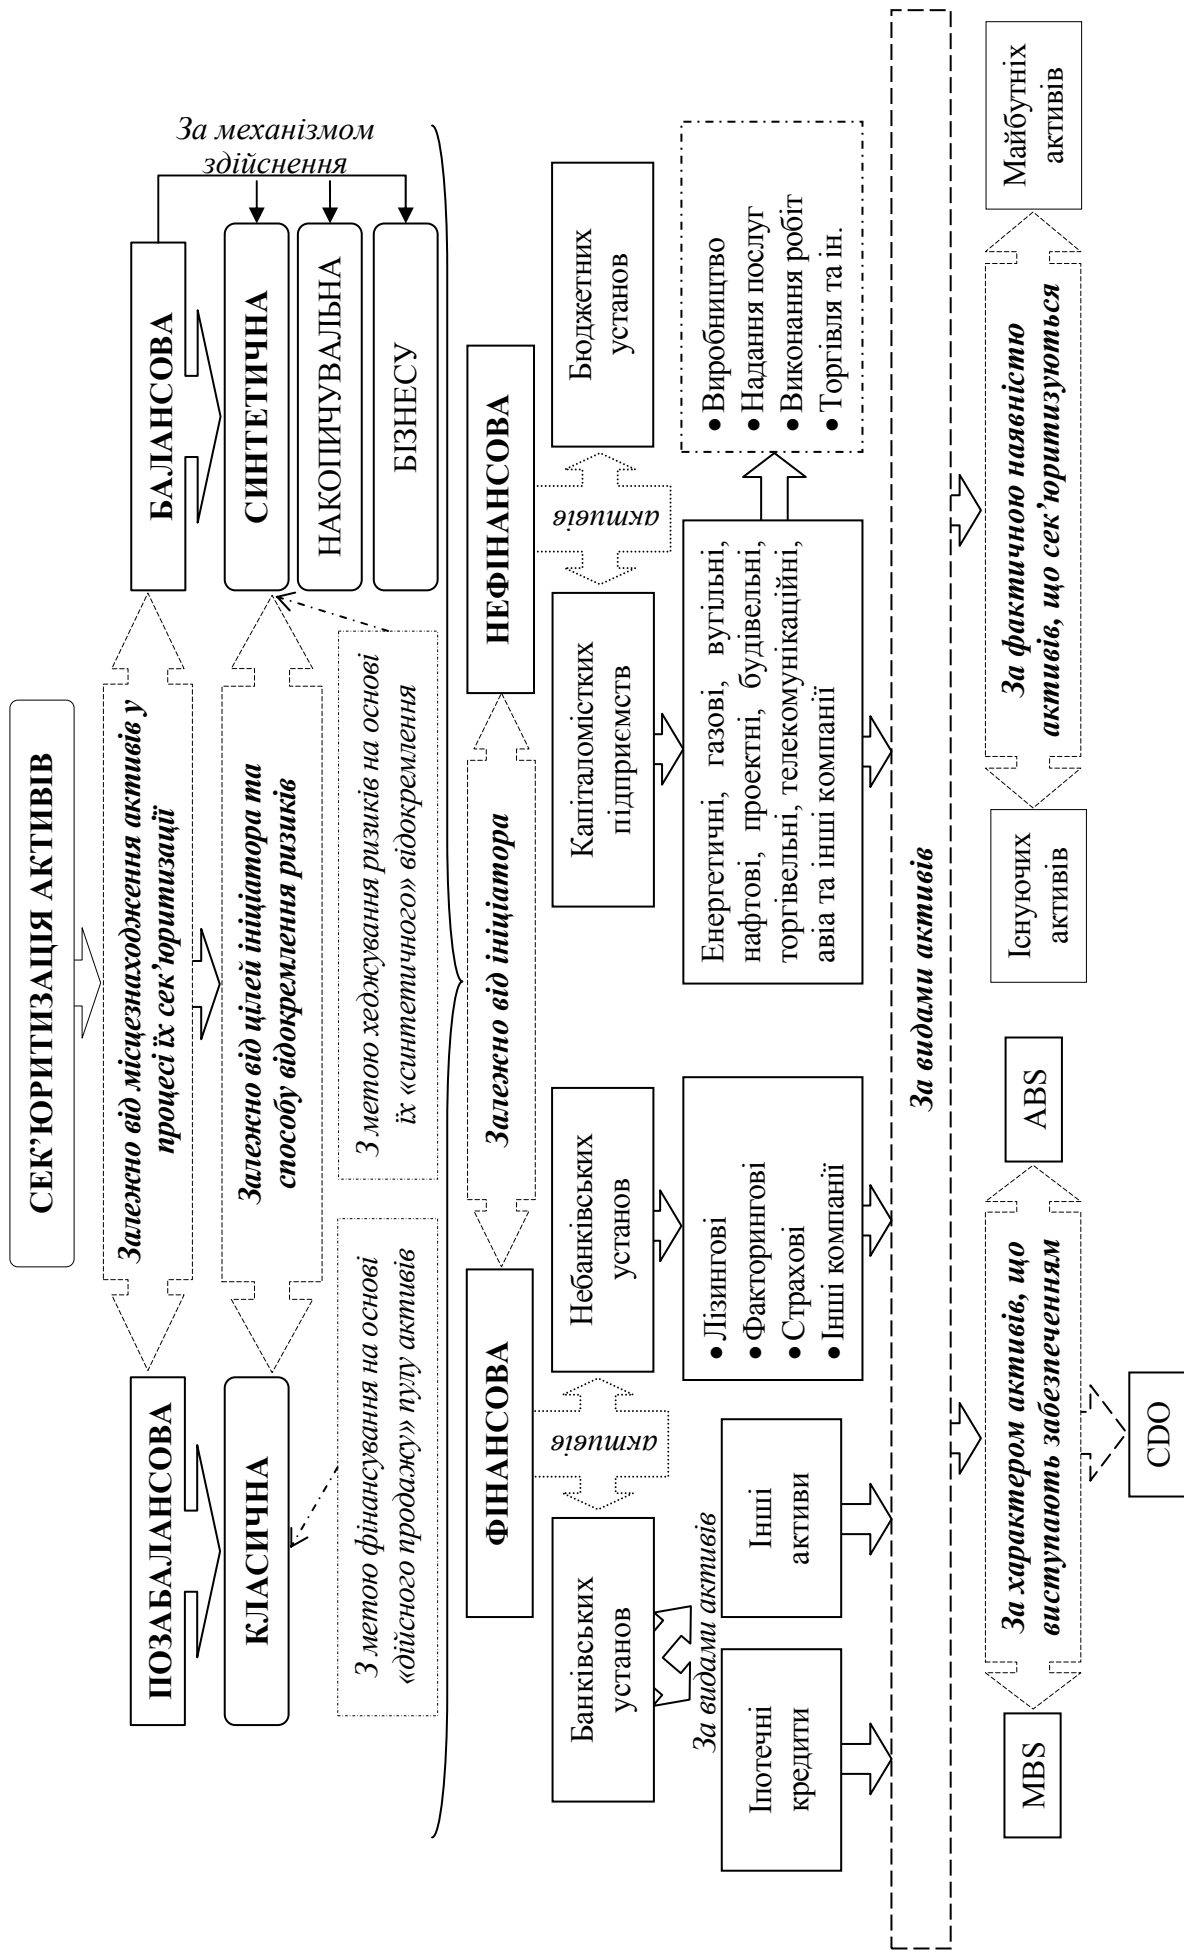 СЕК’ЮРИТИЗАЦІЯ АКТИВІВ
Залежно від місцезнаходження активів у
процесі їх сек’юритизації
ПОЗАБАЛАНСОВА
БАЛАНСОВА
За механізмом
здійснення
Залежно від цілей ініціатора та
способу відокремлення ризиків
КЛАСИЧНА
СИНТЕТИЧНА
НАКОПИЧУВАЛЬНА
БІЗНЕСУ
З метою фінансування на основі
«дійсного продажу» пулу активів
З метою хеджування ризиків на основі
їх «синтетичного» відокремлення
ФІНАНСОВА
Залежно від ініціатора
НЕФІНАНСОВА
Банківських
установ
активів
Небанківських
установ
Капіталомістких
підприємств
активів
Бюджетних
установ
За видами активів
Іпотечні
кредити
Інші
активи
• Лізингові
• Факторингові
• Страхові
• Інші компанії
Енергетичні, газові, вугільні,
нафтові, проектні, будівельні,
торгівельні, телекомунікаційні,
авіа та інші компанії
• Виробництво
• Надання послуг
• Виконання робіт
• Торгівля та ін.
За видами активів
MBS
За характером активів, що
виступають забезпеченням
ABS
CDO
Існуючих
активів
За фактичною наявністю
активів, що сек’юритизуються
Майбутніх
активів